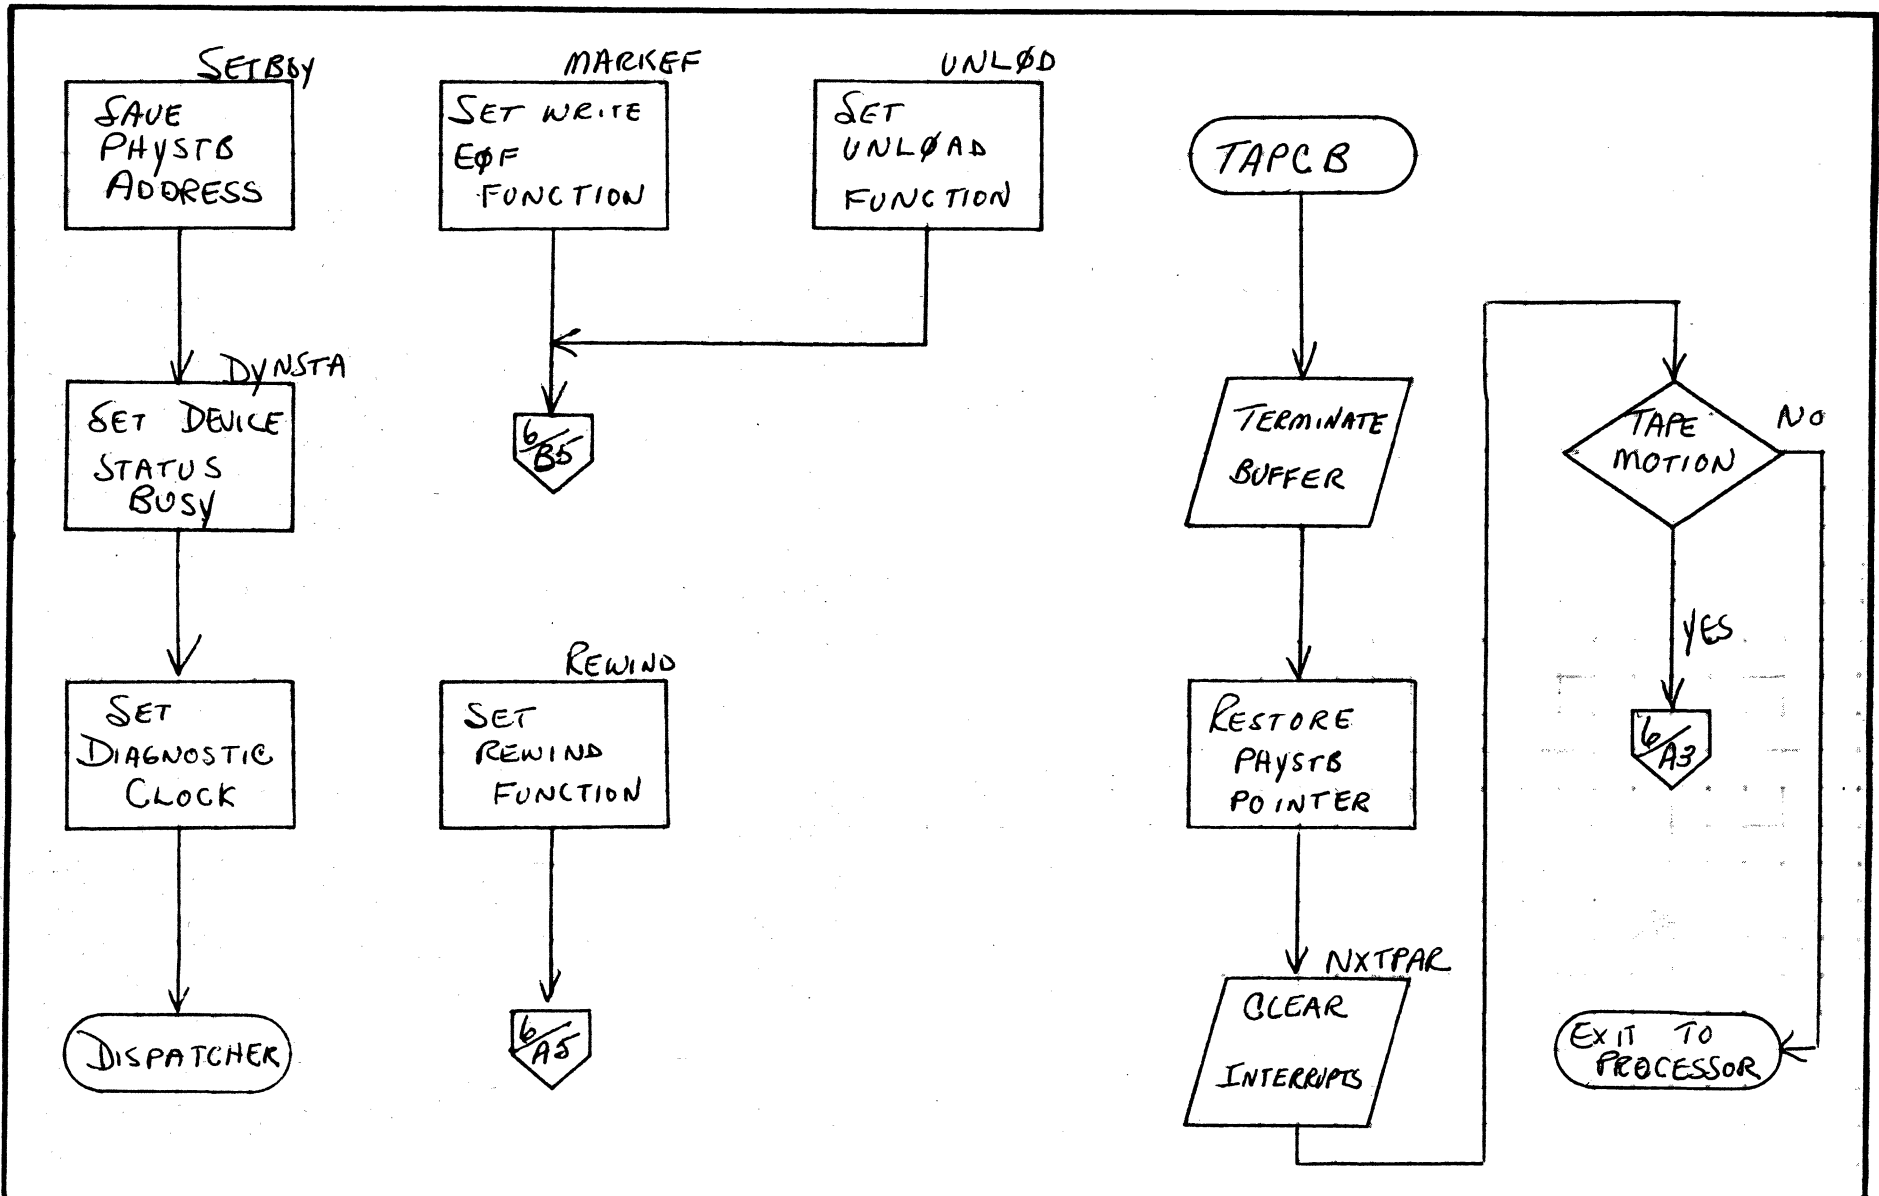 SETBSY
SAVE
PHYSTB
ADDRESS
DYNSTA
SET DEVICE
STATUS
BUSY
SET
DIAGNOSTIC
CLOCK
DISPATCHER
MARKEF
SET WRITE
EØF
FUNCTION
UNLØD
SET
UNLØAD
FUNCTION
6/B5
REWIND
SET
REWIND
FUNCTION
6/A5
TAPCB
TERMINATE
BUFFER
RESTORE
PHYSTB
POINTER
NXTPAR
CLEAR
INTERRUPTS
TAPE
MOTION
NO
YES
6/A3
EXIT TO
PROCESSOR